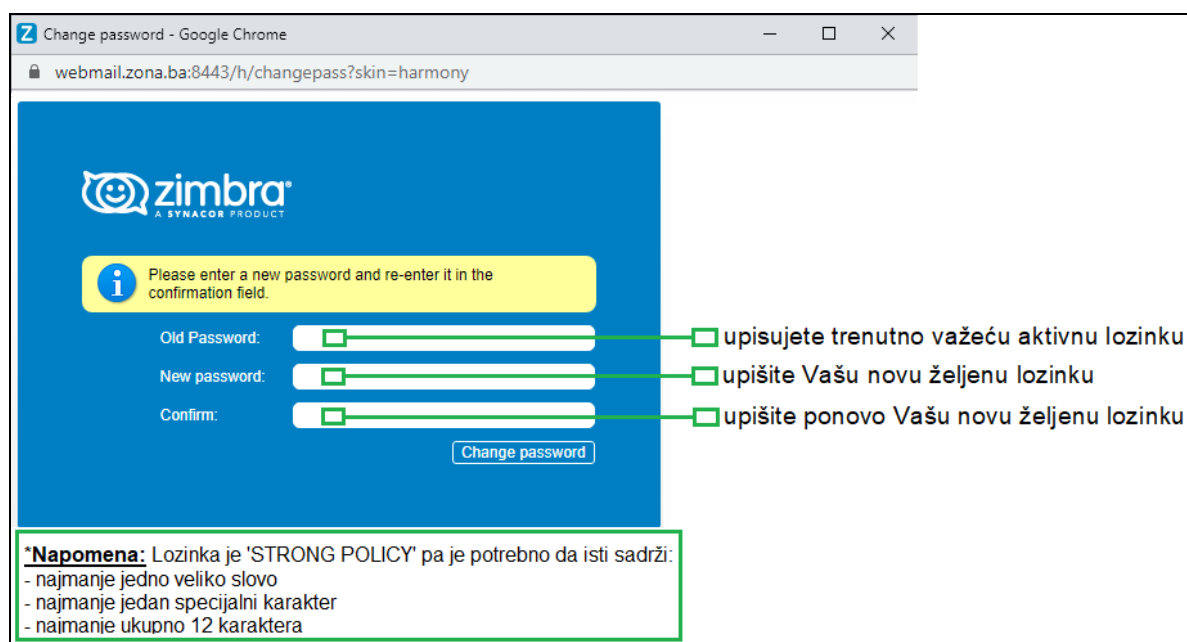 Change password - Google Chrome
webmail.zona.ba:8443/h/changepass?skin=harmony
zimbra®
A SYNACOR PRODUCT
Please enter a new password and re-enter it in the
confirmation field.
Old Password:
upisujete trenutno važeću aktivnu lozinku
New password:
upišite Vašu novu željenu lozinku
Confirm:
upišite ponovo Vašu novu željenu lozinku
Change password
*Napomena: Lozinka je 'STRONG POLICY' pa je potrebno da isti sadrži:
- najmanje jedno veliko slovo
- najmanje jedan specijalni karakter
- najmanje ukupno 12 karaktera